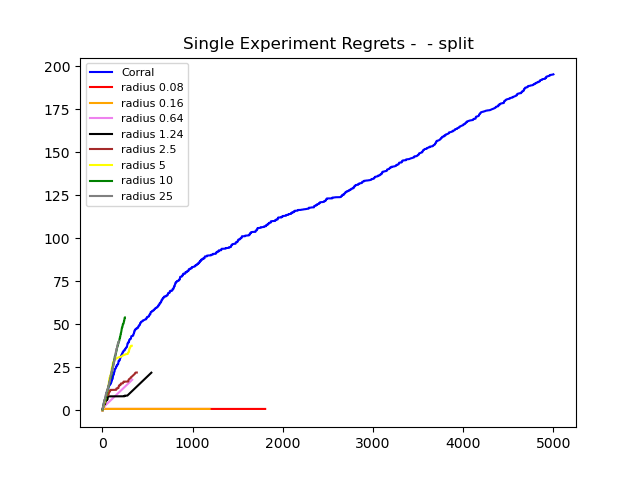 Single Experiment Regrets -  - split
200
175
150
125
100
75
50
25
0
Corral
radius 0.08
radius 0.16
radius 0.64
radius 1.24
radius 2.5
radius 5
radius 10
radius 25
0 1000 2000 3000 4000 5000